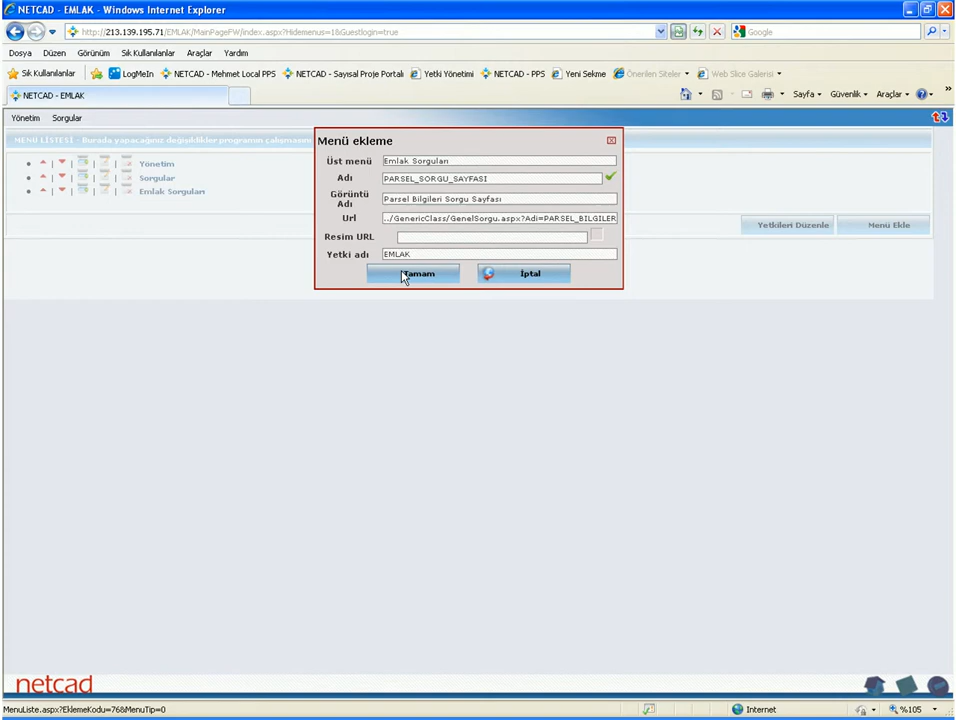 NETCAD - EMLAK - Windows Internet Explorer
http://213.139.195.71/EMLAK/MainPageFW/index.aspx?Hidemenus=1&Guestlogin=true
Google
Dosya Düzen Görünüm Sık Kullanılanlar Araçlar Yardım
Sık Kullanılanlar LogMeIn NETCAD - Mehmet Local PPS NETCAD - Sayısal Proje Portalı Yetki Yönetimi NETCAD - PPS Yeni Sekme Önerilen Siteler Web Slice Galerisi
NETCAD - EMLAK
Sayfa Güvenlik Araçlar
Yönetim Sorgular
MENÜ LİSTESİ - Burada yapacağınız değişildikler programın çalışmasını
Yönetim
Sorgular
Emlak Sorguları
Yetkileri Düzenle Menü Ekle
Menü ekleme
Üst menü Emlak Sorguları
Adı PARSEL_SORGU_SAYFASI
Görüntü Adı Parsel Bilgileri Sorgu Sayfası
Url ../GenericClass/GenelSorgu.aspx?Adi=PARSEL_BILGILER
Resim URL
Yetki adı EMLAK
Tamam İptal
netcad
MenuListe.aspx?EklemeKodu=76&MenuTip=0 Internet %105